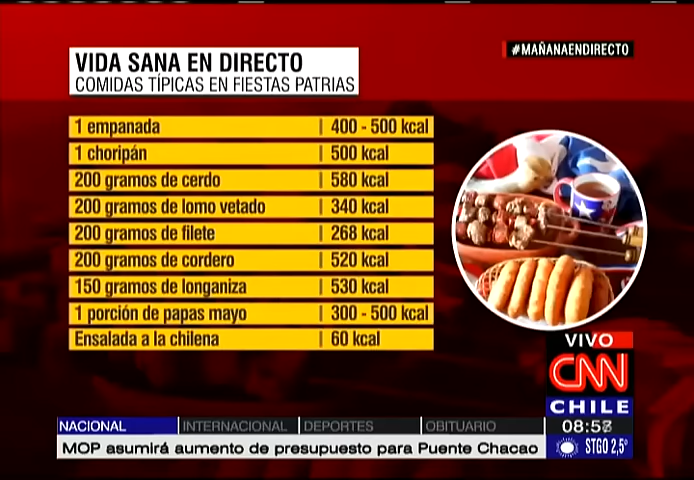 VIDA SANA EN DIRECTO
COMIDAS TÍPICAS EN FIESTAS PATRIAS
#MAÑANAENDIRECTO
1 empanada | 400 - 500 kcal
1 choripán | 500 kcal
200 gramos de cerdo | 580 kcal
200 gramos de lomo vetado | 340 kcal
200 gramos de filete | 268 kcal
200 gramos de cordero | 520 kcal
150 gramos de longaniza | 530 kcal
1 porción de papas mayo | 300 - 500 kcal
Ensalada a la chilena | 60 kcal
VIVO
CNN
CHILE
NACIONAL INTERNACIONAL DEPORTES OBITUARIO
MOP asumirá aumento de presupuesto para Puente Chacao
STGO 2,5°